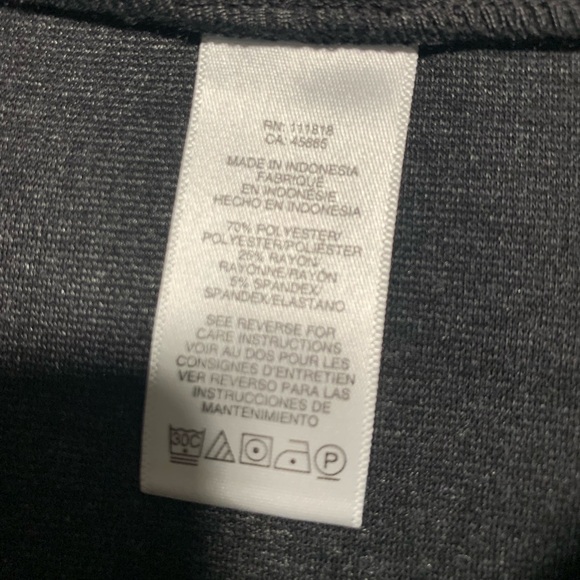 RN: 111818
CA: 45885
MADE IN INDONESIA
FABRIQUÉ
EN INDONÉSIE
HECHO EN INDONESIA
70% POLYESTER/
POLYESTER/POLIÉSTER
25% RAYON/
RAYONNE/RAYÓN
5% SPANDEX/
SPANDEX/ELASTANO
SEE REVERSE FOR
CARE INSTRUCTIONS
VOIR AU DOS POUR LES
CONSIGNES D'ENTRETIEN
VER REVERSO PARA LAS
INSTRUCCIONES DE
MANTENIMIENTO
30C P